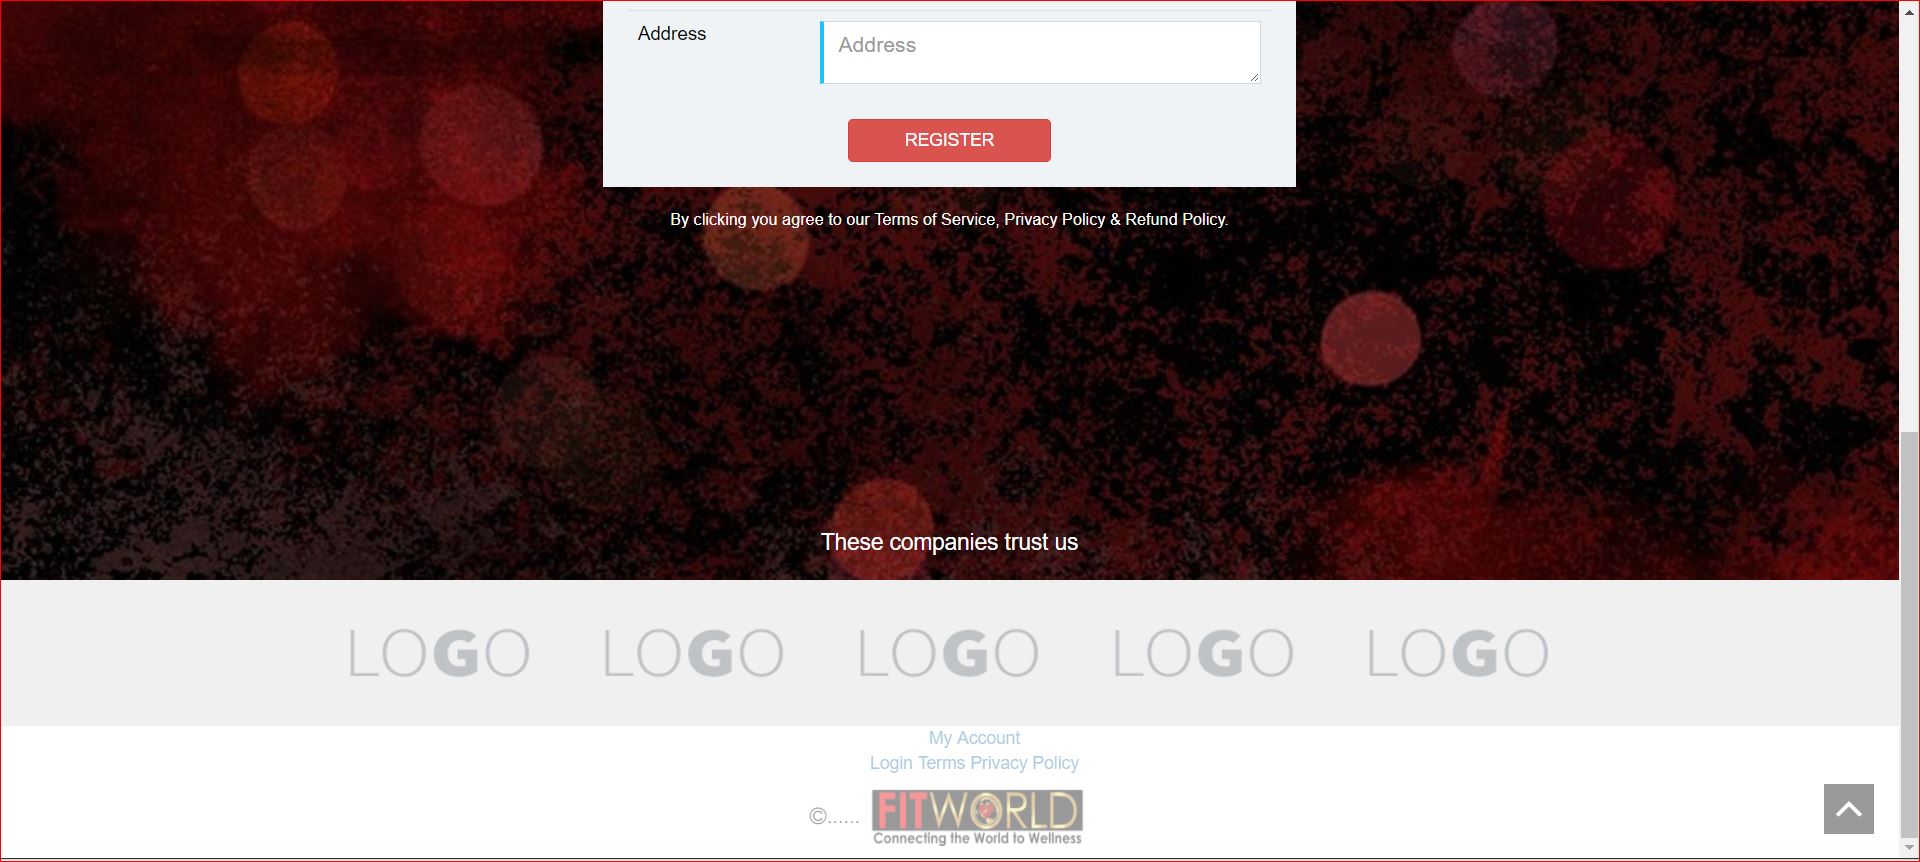 Address
Address
REGISTER
By clicking you agree to our Terms of Service, Privacy Policy & Refund Policy.
These companies trust us
LOGO LOGO LOGO LOGO LOGO
My Account
Login Terms Privacy Policy
©...... FITWORLD
Connecting the World to Wellness